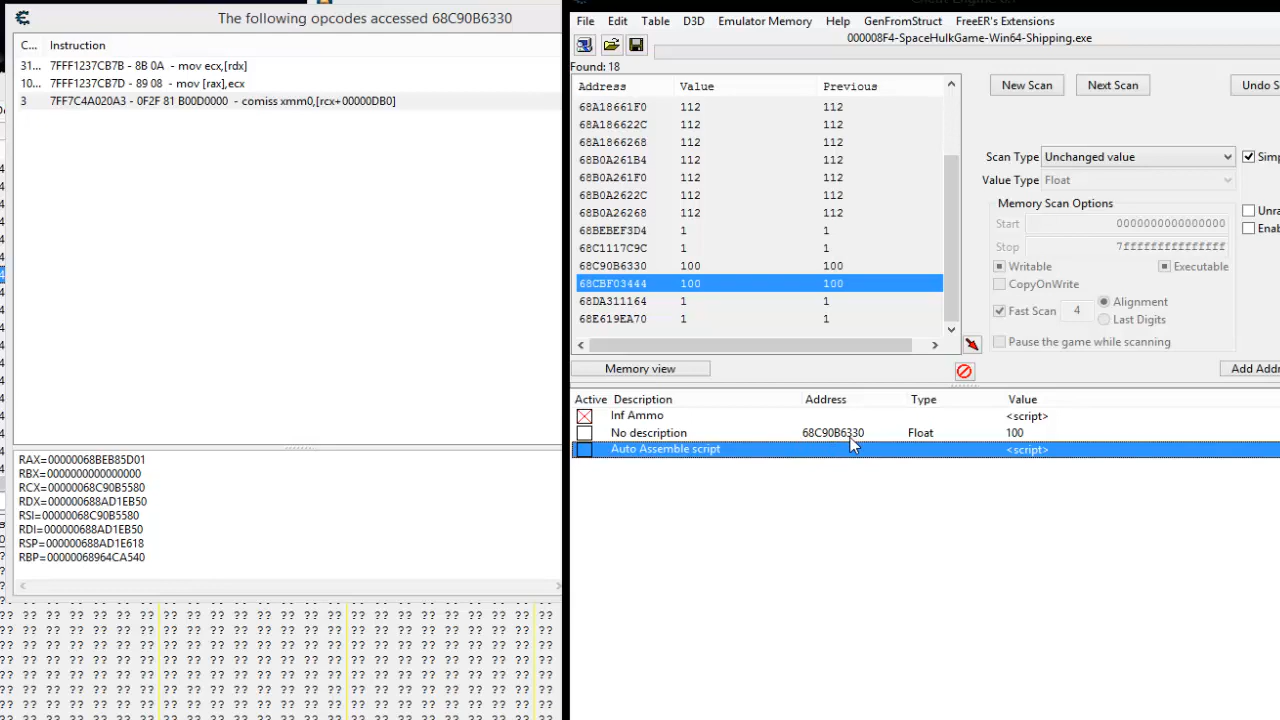 The following opcodes accessed 68C90B6330
C... Instruction
31... 7FFF1237CB7B - 8B 0A - mov ecx,[rdx]
10... 7FFF1237CB7D - 89 08 - mov [rax],ecx
3 7FF7C4A020A3 - 0F2F 81 B00D0000 - comiss xmm0,[rcx+00000DB0]
RAX=00000068BEB85D01
RBX=0000000000000000
RCX=00000068C90B5580
RDX=000000688AD1EB50
RSI=00000068C90B5580
RDI=000000688AD1EB50
RSP=000000688AD1E618
RBP=00000068964CA540
?? ?? ?? ?? ?? ?? ?? ?? ?? ?? ?? ?? ?? ?? ?? ?? ?? ?? ?? ?? ?? ??
?? ?? ?? ?? ?? ?? ?? ?? ?? ?? ?? ?? ?? ?? ?? ?? ?? ?? ?? ?? ?? ??
?? ?? ?? ?? ?? ?? ?? ?? ?? ?? ?? ?? ?? ?? ?? ?? ?? ?? ?? ?? ?? ??
?? ?? ?? ?? ?? ?? ?? ?? ?? ?? ?? ?? ?? ?? ?? ?? ?? ?? ?? ?? ?? ??
?? ?? ?? ?? ?? ?? ?? ?? ?? ?? ?? ?? ?? ?? ?? ?? ?? ?? ?? ?? ?? ??
?? ?? ?? ?? ?? ?? ?? ?? ?? ?? ?? ?? ?? ?? ?? ?? ?? ?? ?? ?? ?? ??
?? ?? ?? ?? ?? ?? ?? ?? ?? ?? ?? ?? ?? ?? ?? ?? ?? ?? ?? ?? ?? ??
?? ?? ?? ?? ?? ?? ?? ?? ?? ?? ?? ?? ?? ?? ?? ?? ?? ?? ?? ?? ?? ??
File Edit Table D3D Emulator Memory Help GenFromStruct FreeER's Extensions
000008F4-SpaceHulkGame-Win64-Shipping.exe
Found: 18
Address Value Previous
68A18661F0 112 112
68A186622C 112 112
68A1866268 112 112
68B0A261B4 112 112
68B0A261F0 112 112
68B0A2622C 112 112
68B0A26268 112 112
68BEBEF3D4 1 1
68C1117C9C 1 1
68C90B6330 100 100
68CBF03444 100 100
68DA311164 1 1
68E619EA70 1 1
New Scan Next Scan Undo S
Scan Type Unchanged value Simp
Value Type Float
Memory Scan Options
Start 0000000000000000 Unra
Stop 7fffffffffffffff Enab
Writable Executable
CopyOnWrite
Fast Scan 4 Alignment
Last Digits
Pause the game while scanning
Memory view Add Addr
Active Description Address Type Value
Inf Ammo <script>
No description 68C90B6330 Float 100
Auto Assemble script <script>